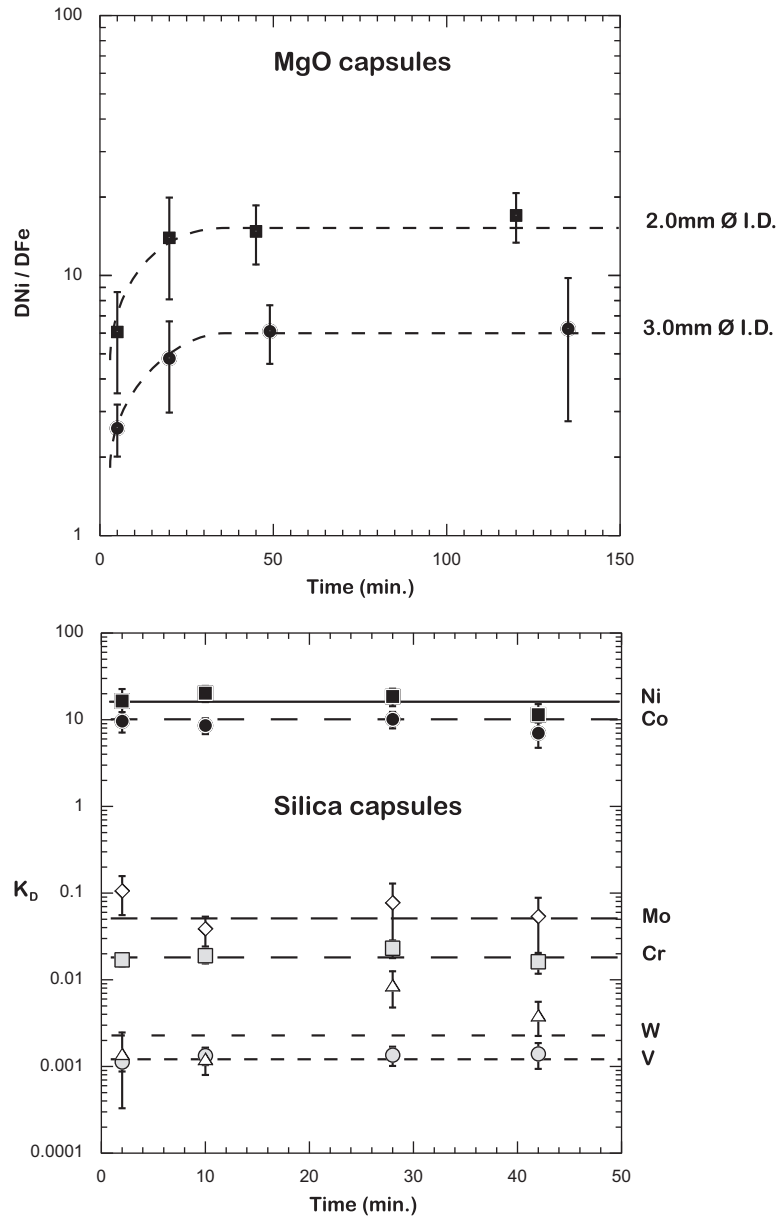 100
MgO capsules
2.0mm Ø I.D.
DNi / DFe
10
3.0mm Ø I.D.
1
0 50 100 150
Time (min.)
100
Ni
10
Co
1
Silica capsules
K_D
0.1
Mo
Cr
0.01
W
0.001
V
0.0001
0 10 20 30 40 50
Time (min.)